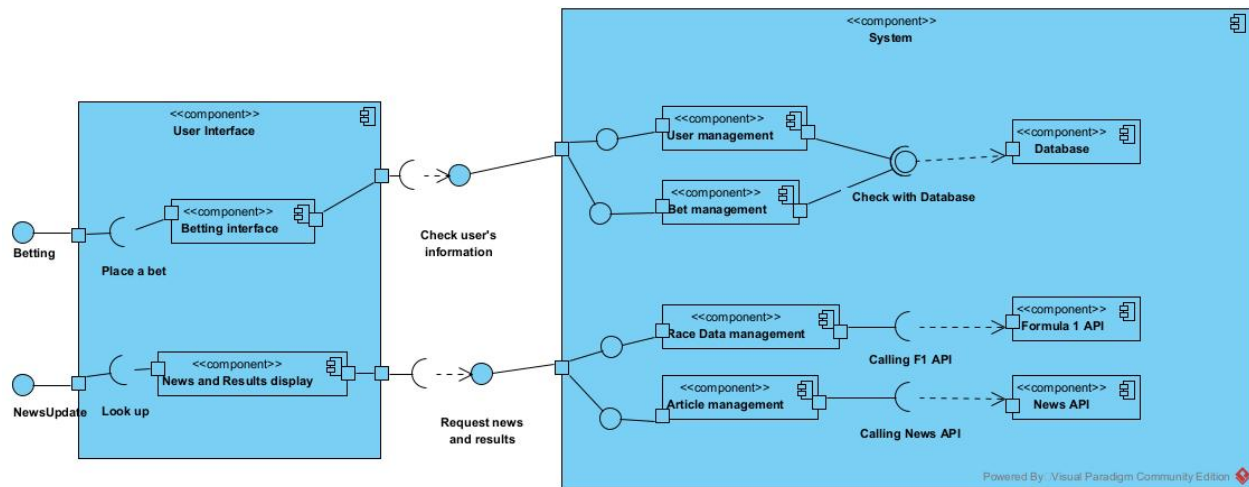 <<component>>
System
<<component>>
User Interface
<<component>>
Betting interface
Betting
Place a bet
<<component>>
News and Results display
NewsUpdate
Look up
Check user's
information
Request news
and results
<<component>>
User management
<<component>>
Bet management
<<component>>
Database
Check with Database
<<component>>
Race Data management
<<component>>
Formula 1 API
Calling F1 API
<<component>>
Article management
<<component>>
News API
Calling News API
Powered By: Visual Paradigm Community Edition